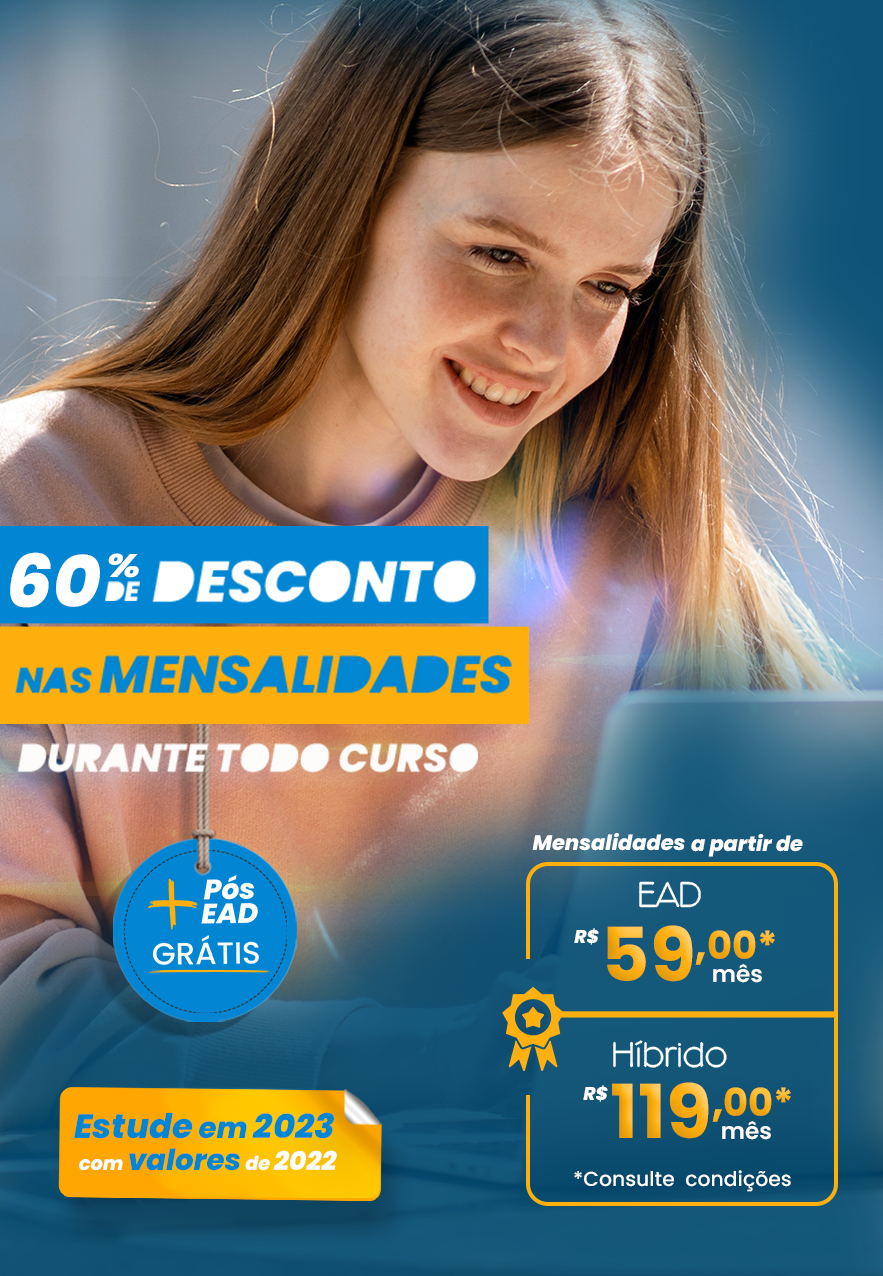 60% DE DESCONTO
NAS MENSALIDADES
DURANTE TODO CURSO
+ Pós
EAD
GRÁTIS
Estude em 2023
com valores de 2022
Mensalidades a partir de
EAD
R$ 59,00*
mês
Híbrido
R$ 119,00*
mês
*Consulte condições